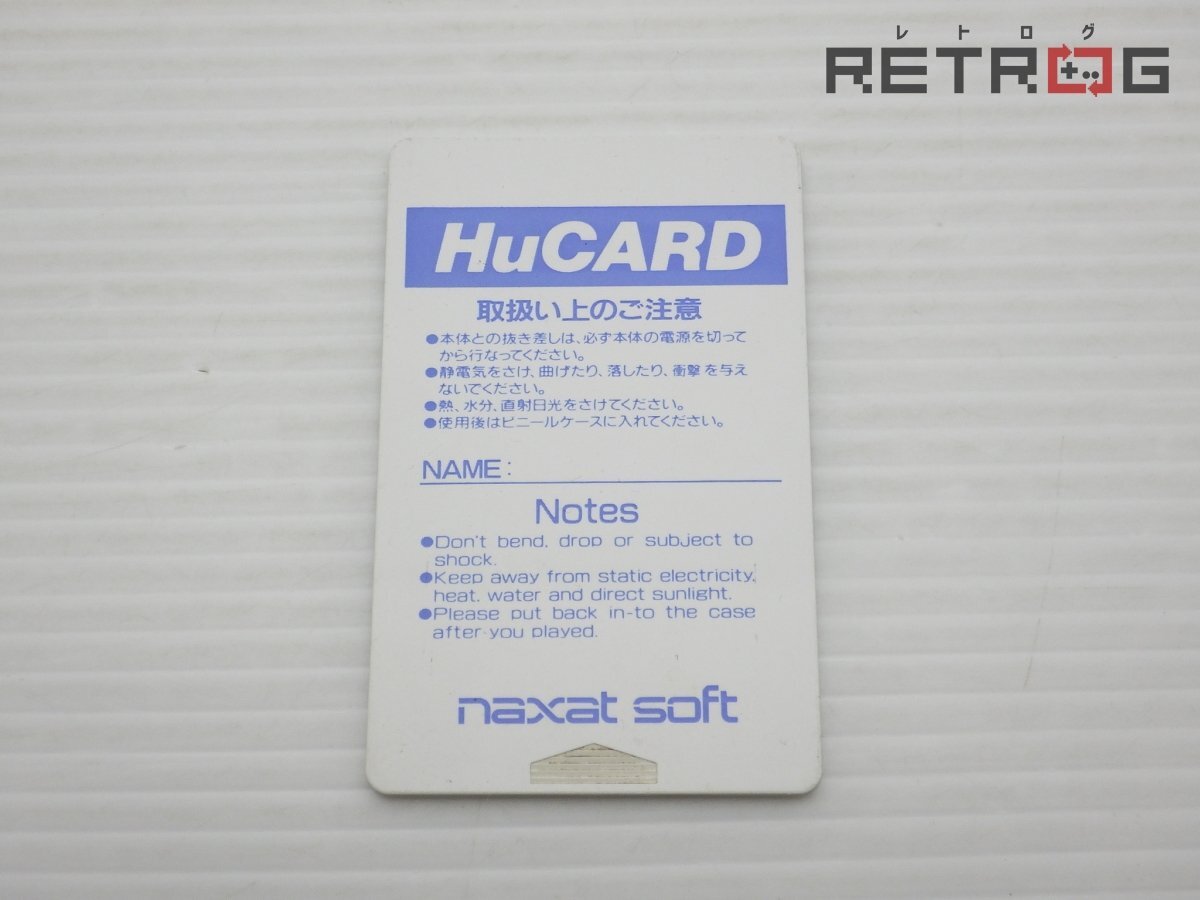 レトログ
RETROG
HuCARD
取扱い上のご注意
●本体との抜き差しは、必ず本体の電源を切って
から行なってください。
●静電気をさけ、曲げたり、落したり、衝撃を与え
ないでください。
●熱、水分、直射日光をさけてください。
●使用後はビニールケースに入れてください。
NAME:
Notes
●Don't bend, drop or subject to
shock.
●Keep away from static electricity,
heat, water and direct sunlight.
●Please put back in-to the case
after you played.
naxat soft